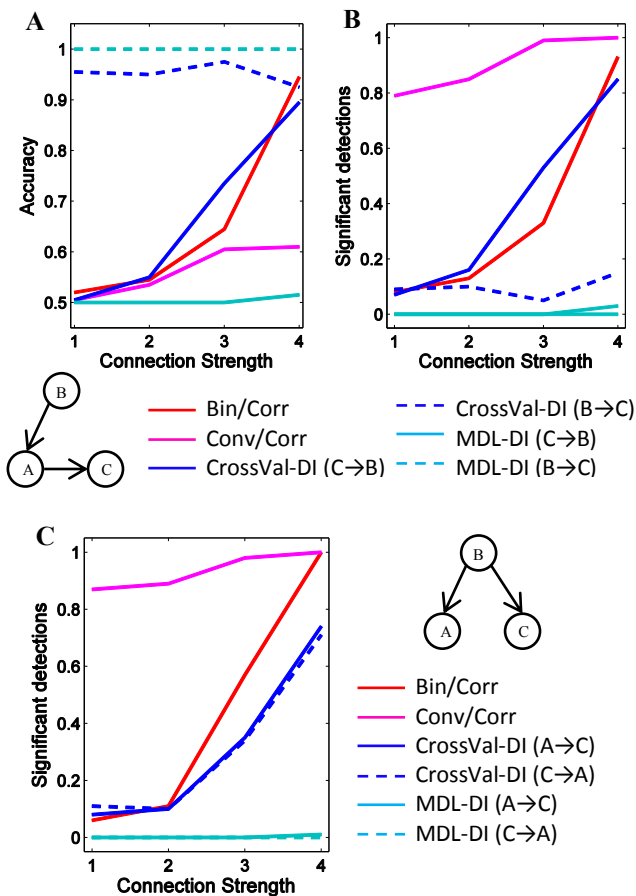 A
B
1
0.9
0.8
0.7
0.6
0.5
Accuracy
1 2 3 4
Connection Strength
1
0.8
0.6
0.4
0.2
0
Significant detections
1 2 3 4
Connection Strength
B
A
C
Bin/Corr
Conv/Corr
CrossVal-DI (C→B)
CrossVal-DI (B→C)
MDL-DI (C→B)
MDL-DI (B→C)
C
1
0.8
0.6
0.4
0.2
0
Significant detections
1 2 3 4
Connection Strength
B
A
C
Bin/Corr
Conv/Corr
CrossVal-DI (A→C)
CrossVal-DI (C→A)
MDL-DI (A→C)
MDL-DI (C→A)